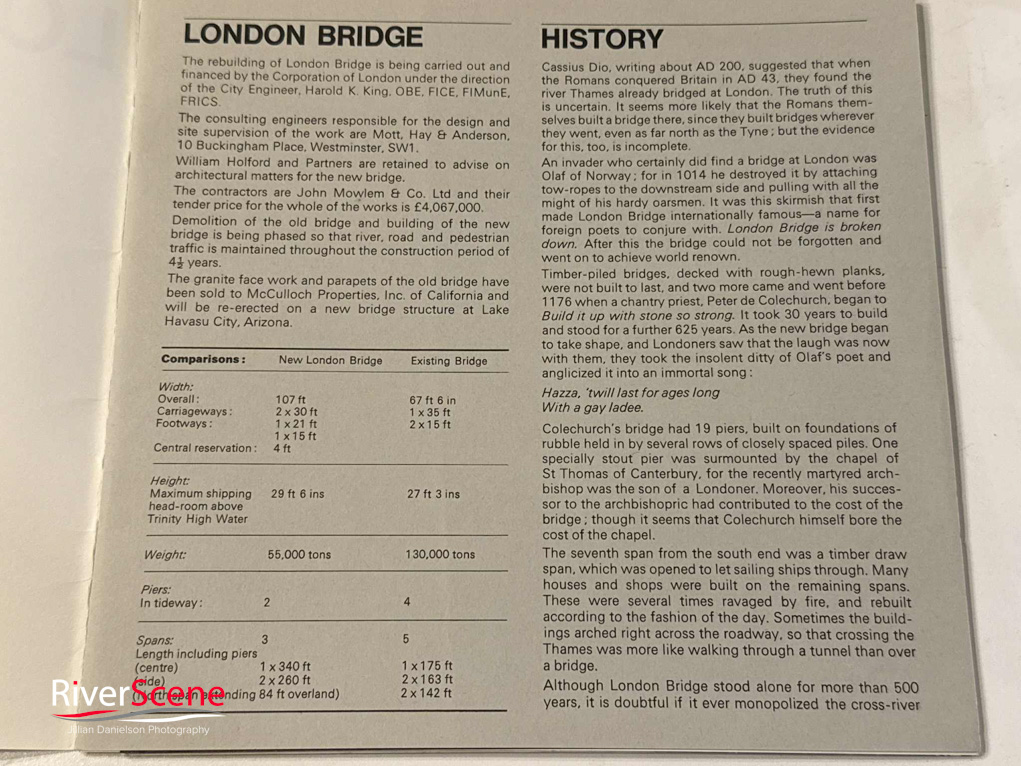 LONDON BRIDGE
The rebuilding of London Bridge is being carried out and
financed by the Corporation of London under the direction
of the City Engineer, Harold K. King. OBE, FICE, FIMunE,
FRICS.
The consulting engineers responsible for the design and
site supervision of the work are Mott, Hay & Anderson,
10 Buckingham Place, Westminster, SW1.
William Holford and Partners are retained to advise on
architectural matters for the new bridge.
The contractors are John Mowlem & Co. Ltd and their
tender price for the whole of the works is £4,067,000.
Demolition of the old bridge and building of the new
bridge is being phased so that river, road and pedestrian
traffic is maintained throughout the construction period of
4½ years.
The granite face work and parapets of the old bridge have
been sold to McCulloch Properties, Inc. of California and
will be re-erected on a new bridge structure at Lake
Havasu City, Arizona.
Comparisons: New London Bridge Existing Bridge
Width:
Overall: 107 ft 67 ft 6 in
Carriageways: 2 x 30 ft 1 x 35 ft
Footways: 1 x 21 ft 2 x 15 ft
1 x 15 ft
Central reservation: 4 ft
Height:
Maximum shipping 29 ft 6 ins 27 ft 3 ins
head-room above
Trinity High Water
Weight: 55,000 tons 130,000 tons
Piers:
In tideway: 2 4
Spans: 3 5
Length including piers
(centre) 1 x 340 ft 1 x 175 ft
(side) 2 x 260 ft 2 x 163 ft
(North span extending 84 ft overland) 2 x 142 ft
HISTORY
Cassius Dio, writing about AD 200, suggested that when
the Romans conquered Britain in AD 43, they found the
river Thames already bridged at London. The truth of this
is uncertain. It seems more likely that the Romans them-
selves built a bridge there, since they built bridges wherever
they went, even as far north as the Tyne; but the evidence
for this, too, is incomplete.
An invader who certainly did find a bridge at London was
Olaf of Norway; for in 1014 he destroyed it by attaching
tow-ropes to the downstream side and pulling with all the
might of his hardy oarsmen. It was this skirmish that first
made London Bridge internationally famous—a name for
foreign poets to conjure with. London Bridge is broken
down. After this the bridge could not be forgotten and
went on to achieve world renown.
Timber-piled bridges, decked with rough-hewn planks,
were not built to last, and two more came and went before
1176 when a chantry priest, Peter de Colechurch, began to
Build it up with stone so strong. It took 30 years to build
and stood for a further 625 years. As the new bridge began
to take shape, and Londoners saw that the laugh was now
with them, they took the insolent ditty of Olaf's poet and
anglicized it into an immortal song:
Hazza, 'twill last for ages long
With a gay ladee.
Colechurch's bridge had 19 piers, built on foundations of
rubble held in by several rows of closely spaced piles. One
specially stout pier was surmounted by the chapel of
St Thomas of Canterbury, for the recently martyred arch-
bishop was the son of a Londoner. Moreover, his succes-
sor to the archbishopric had contributed to the cost of the
bridge; though it seems that Colechurch himself bore the
cost of the chapel.
The seventh span from the south end was a timber draw
span, which was opened to let sailing ships through. Many
houses and shops were built on the remaining spans.
These were several times ravaged by fire, and rebuilt
according to the fashion of the day. Sometimes the build-
ings arched right across the roadway, so that crossing the
Thames was more like walking through a tunnel than over
a bridge.
Although London Bridge stood alone for more than 500
years, it is doubtful if it ever monopolized the cross-river
RiverScene
Jillian Danielson Photography